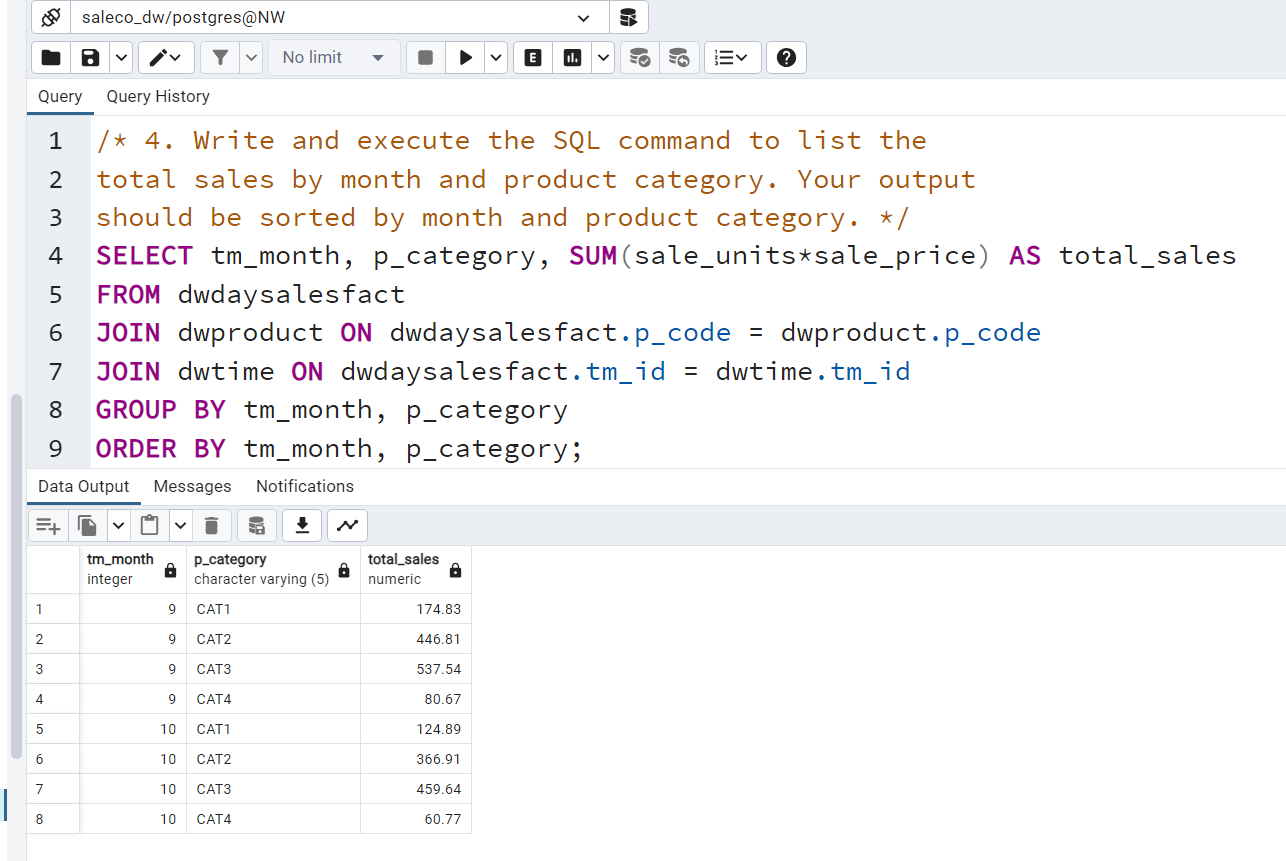 saleco_dw/postgres@NW
No limit
E
Query Query History
1 /* 4. Write and execute the SQL command to list the
2 total sales by month and product category. Your output
3 should be sorted by month and product category. */
4 SELECT tm_month, p_category, SUM(sale_units*sale_price) AS total_sales
5 FROM dwdaysalesfact
6 JOIN dwproduct ON dwdaysalesfact.p_code = dwproduct.p_code
7 JOIN dwtime ON dwdaysalesfact.tm_id = dwtime.tm_id
8 GROUP BY tm_month, p_category
9 ORDER BY tm_month, p_category;
Data Output Messages Notifications
tm_month p_category total_sales
integer character varying (5) numeric
1 9 CAT1 174.83
2 9 CAT2 446.81
3 9 CAT3 537.54
4 9 CAT4 80.67
5 10 CAT1 124.89
6 10 CAT2 366.91
7 10 CAT3 459.64
8 10 CAT4 60.77